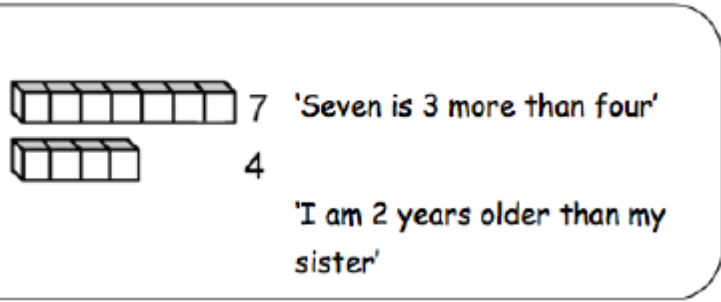 7 'Seven is 3 more than four'
4
'I am 2 years older than my
sister'